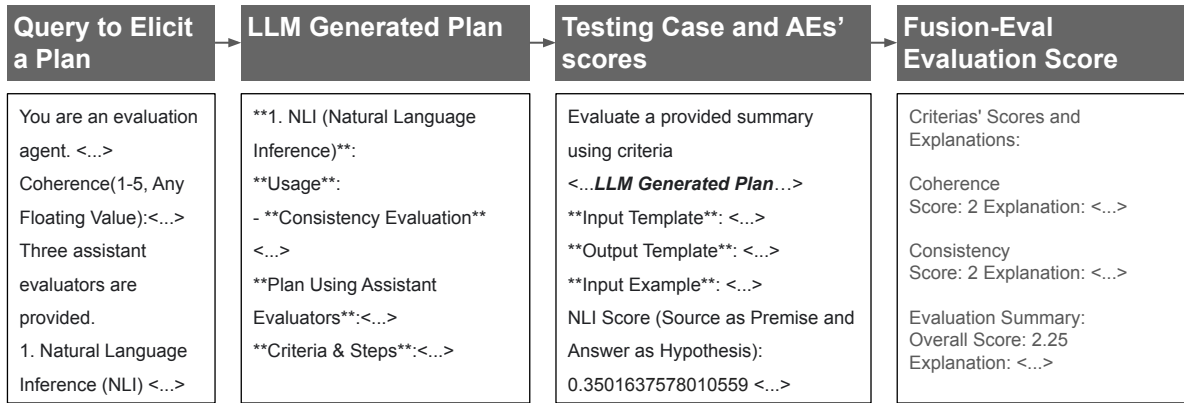 Query to Elicit
a Plan
You are an evaluation
agent. <...>
Coherence(1-5, Any
Floating Value):<...>
Three assistant
evaluators are
provided.
1. Natural Language
Inference (NLI) <...>
LLM Generated Plan
**1. NLI (Natural Language
Inference)**:
**Usage**:
- **Consistency Evaluation**
<...>
**Plan Using Assistant
Evaluators**:<...>
**Criteria & Steps**:<...>
Testing Case and AEs’
scores
Evaluate a provided summary
using criteria
<...LLM Generated Plan...>
**Input Template**: <...>
**Output Template**: <...>
**Input Example**: <...>
NLI Score (Source as Premise and
Answer as Hypothesis):
0.3501637578010559 <...>
Fusion-Eval
Evaluation Score
Criterias' Scores and
Explanations:
Coherence
Score: 2 Explanation: <...>
Consistency
Score: 2 Explanation: <...>
Evaluation Summary:
Overall Score: 2.25
Explanation: <...>